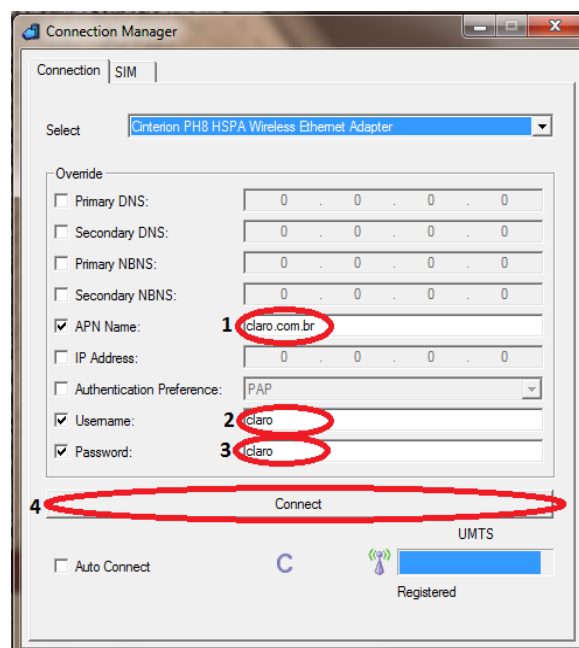 Connection Manager
Connection SIM
Select Cinterion PH8 HSPA Wireless Ethernet Adapter
Override
Primary DNS: 0 . 0 . 0 . 0
Secondary DNS: 0 . 0 . 0 . 0
Primary NBNS: 0 . 0 . 0 . 0
Secondary NBNS: 0 . 0 . 0 . 0
APN Name: 1 claro.com.br
IP Address: 0 . 0 . 0 . 0
Authentication Preference: PAP
Username: 2 claro
Password: 3 claro
4 Connect
UMTS
Auto Connect C
Registered